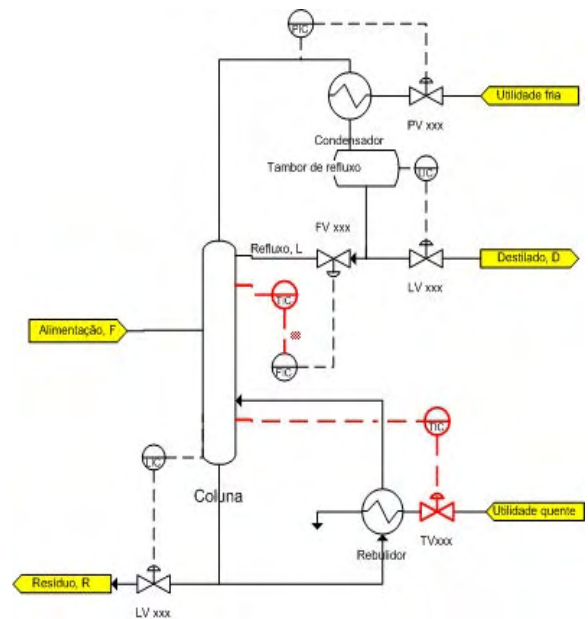 PIC
Utilidade fria
PV xxx
Condensador
Tambor de refluxo
LIC
FV xxx
Refluxo, L
Destilado, D
LV xxx
TIC
Alimentação, F
FIC
TIC
LIC
Coluna
Utilidade quente
TVxxx
Rebulidor
Resíduo, R
LV xxx